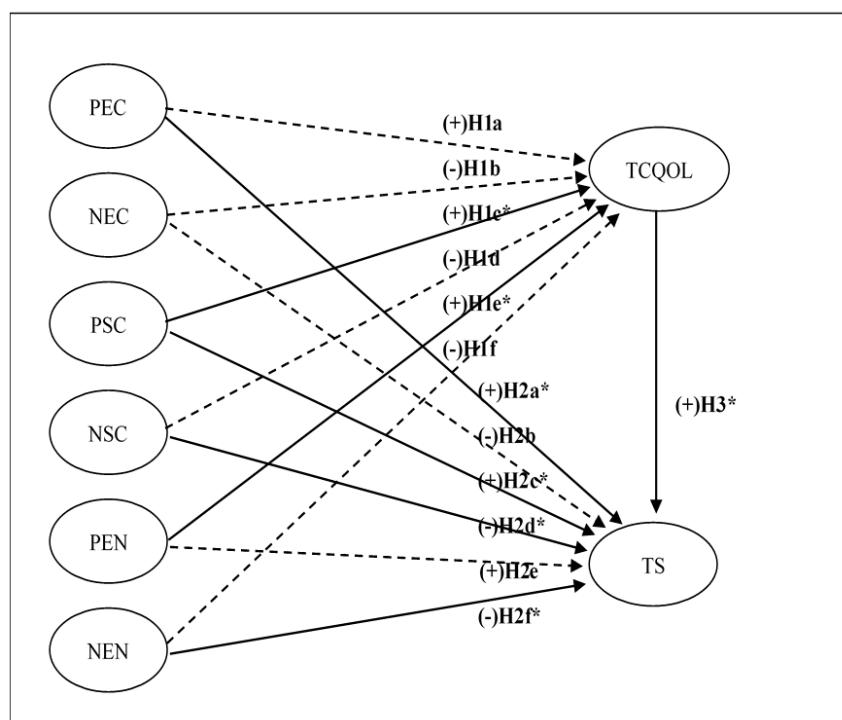 PEC
NEC
PSC
NSC
PEN
NEN
(+)H1a
(-)H1b
(+)H1c*
(-)H1d
(+)H1e*
(-)H1f
(+)H2a*
(-)H2b
(+)H2c*
(-)H2d*
(+)H2e
(-)H2f*
TCQOL
(+)H3*
TS